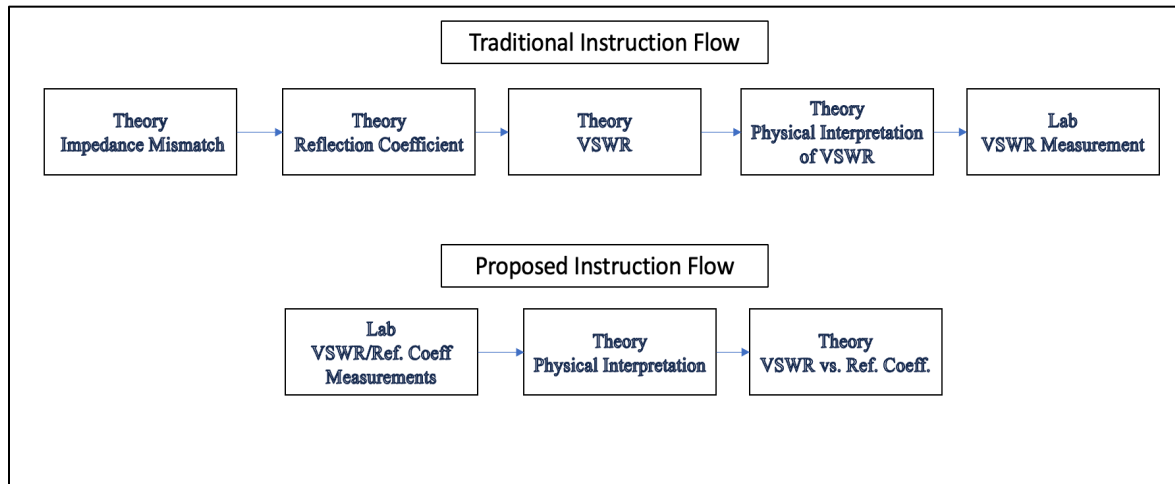 Traditional Instruction Flow
Theory
Impedance Mismatch
Theory
Reflection Coefficient
Theory
VSWR
Theory
Physical Interpretation
of VSWR
Lab
VSWR Measurement
Proposed Instruction Flow
Lab
VSWR/Ref. Coeff
Measurements
Theory
Physical Interpretation
Theory
VSWR vs. Ref. Coeff.